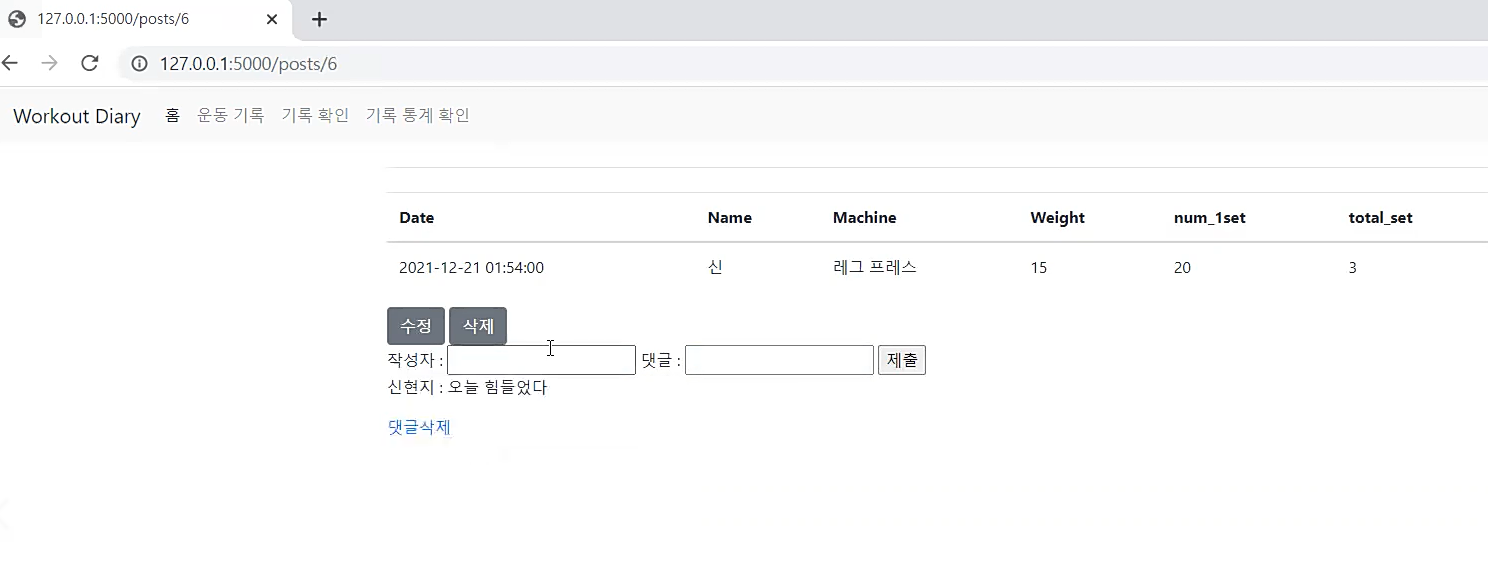 127.0.0.1:5000/posts/6
127.0.0.1:5000/posts/6
Workout Diary 홈 운동 기록 기록 확인 기록 통계 확인
Date Name Machine Weight num_1set total_set
2021-12-21 01:54:00 신 레그 프레스 15 20 3
수정 삭제
작성자 : 댓글 : 제출
신현지 : 오늘 힘들었다
댓글삭제